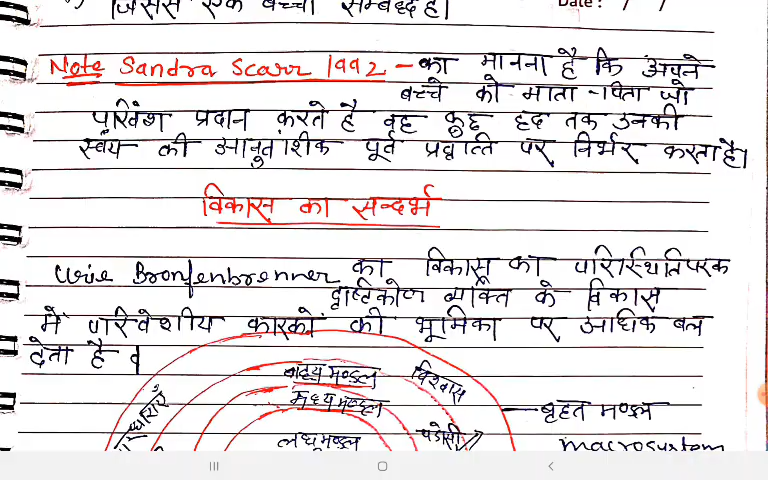 जिसस एक बच्चा सम्बध्द है।
Date: / /
Note Sandra Scarr 1992 - का मानना है कि अपने
बच्चे को माता-पिता जो
परिवेश प्रदान करते है वह कुछ हद तक उनकी
स्वंय की आनुवंशिक पूर्व प्रवृत्ति पर निर्भर करता है।
विकास का सन्दर्भ
Urie Bronfenbrenner का विकास का परिस्थितिपरक
दृष्टिकोण व्यक्ति के विकास
में परिवेशीय कारकों की भूमिका पर अधिक बल
देता है।
बाह्य मण्डल
विश्वास
मध्य मण्डल
बृहत मण्डल
लघु मण्डल
पडोसी
macrosystem